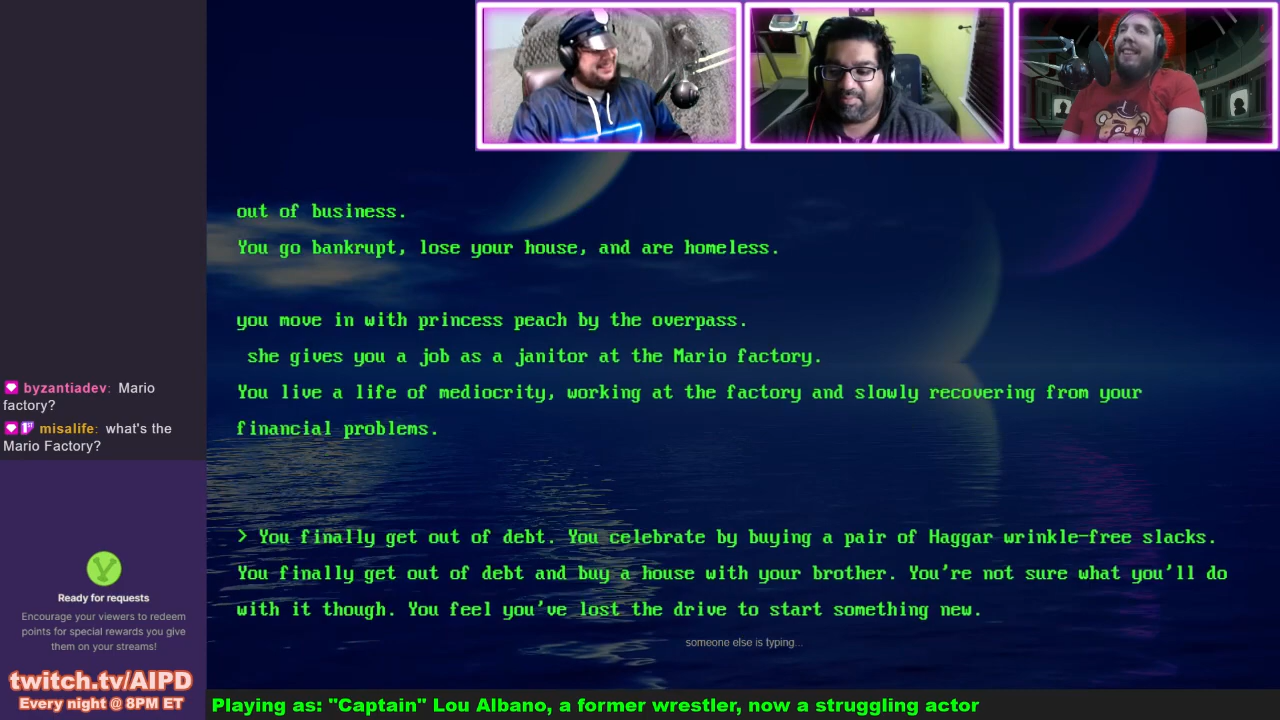 out of business.
You go bankrupt, lose your house, and are homeless.
you move in with princess peach by the overpass.
she gives you a job as a janitor at the Mario factory.
You live a life of mediocrity, working at the factory and slowly recovering from your
financial problems.
> You finally get out of debt. You celebrate by buying a pair of Haggar wrinkle-free slacks.
You finally get out of debt and buy a house with your brother. You're not sure what you'll do
with it though. You feel you've lost the drive to start something new.
someone else is typing...
byzantiadev: Mario
factory?
misalife: what's the
Mario Factory?
Ready for requests
Encourage your viewers to redeem
points for special rewards you give
them on your streams!
twitch.tv/AIPD
Every night @ 8PM ET
Playing as: "Captain" Lou Albano, a former wrestler, now a struggling actor